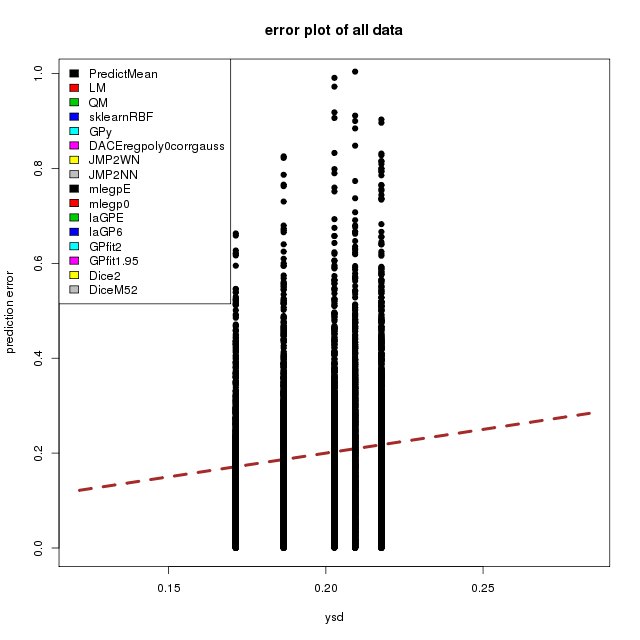 error plot of all data
PredictMean
LM
QM
sklearnRBF
GPy
DACEregpoly0corrgauss
JMP2WN
JMP2NN
mlegpE
mlegp0
laGPE
laGP6
GPfit2
GPfit1.95
Dice2
DiceM52
prediction error
1.0
0.8
0.6
0.4
0.2
0.0
0.15
0.20
0.25
ysd